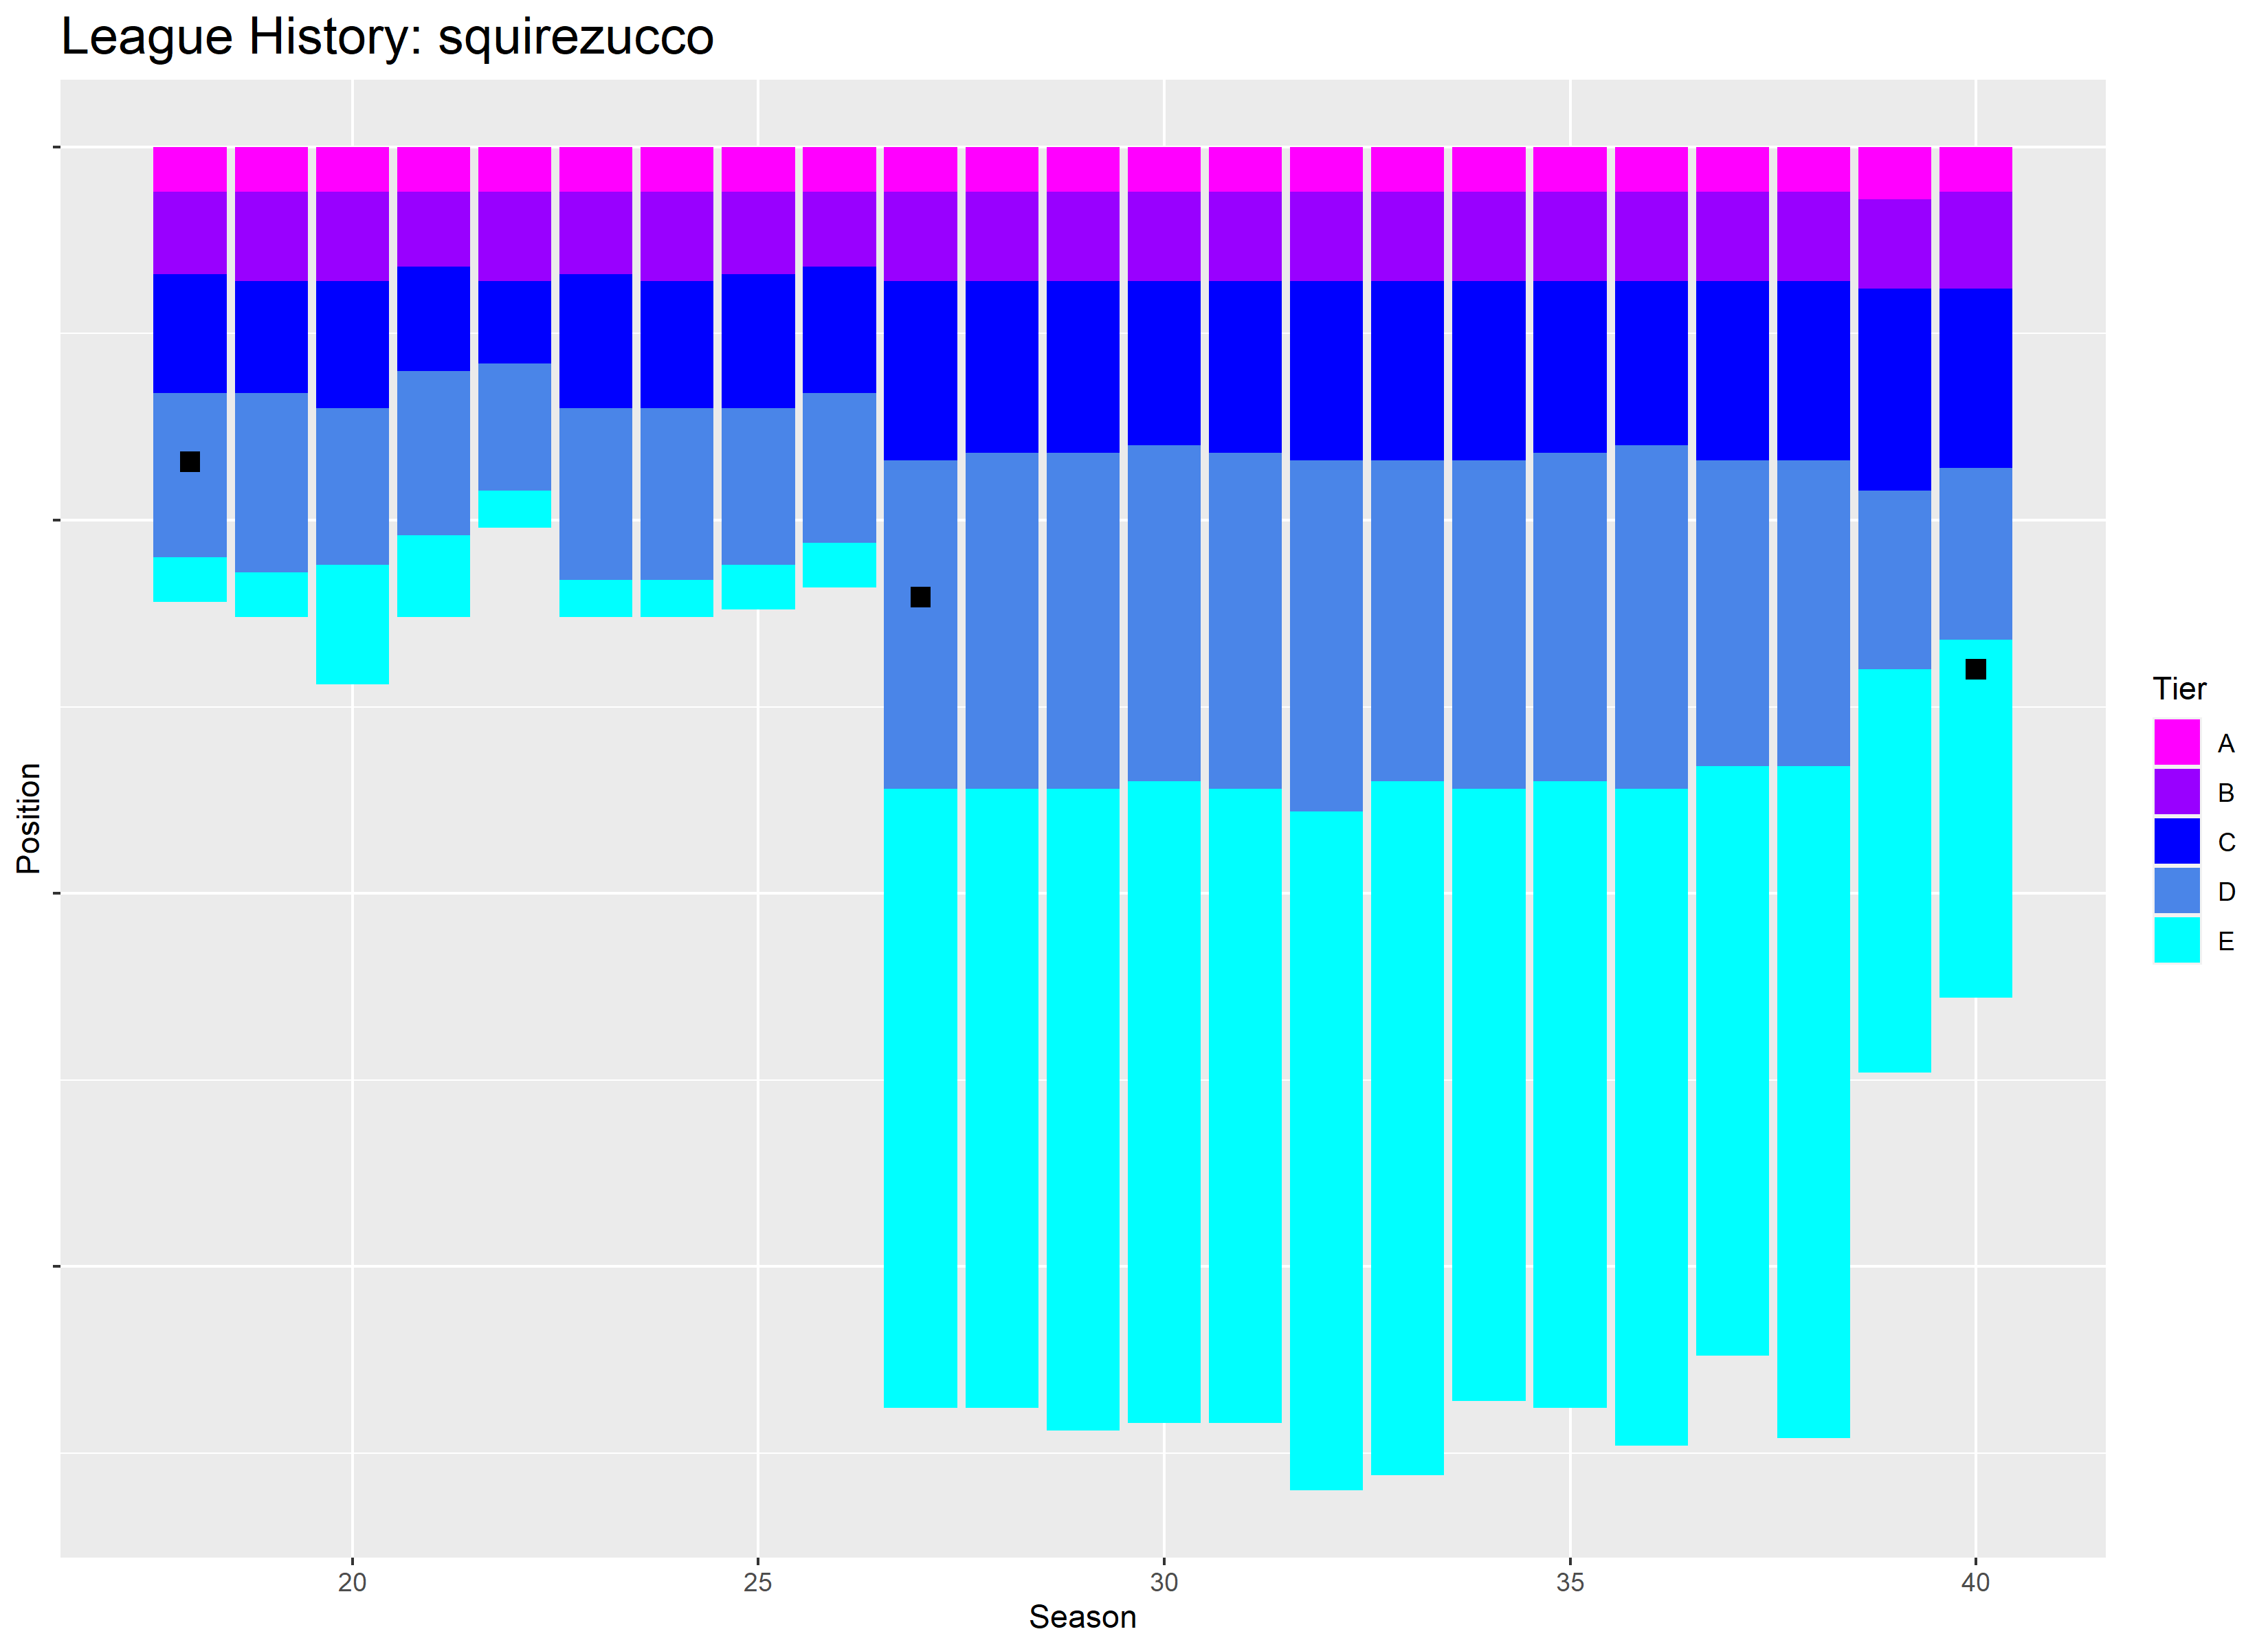 League History: squirezucco
Position
Tier
A
B
C
D
E
20
25
30
35
40
Season